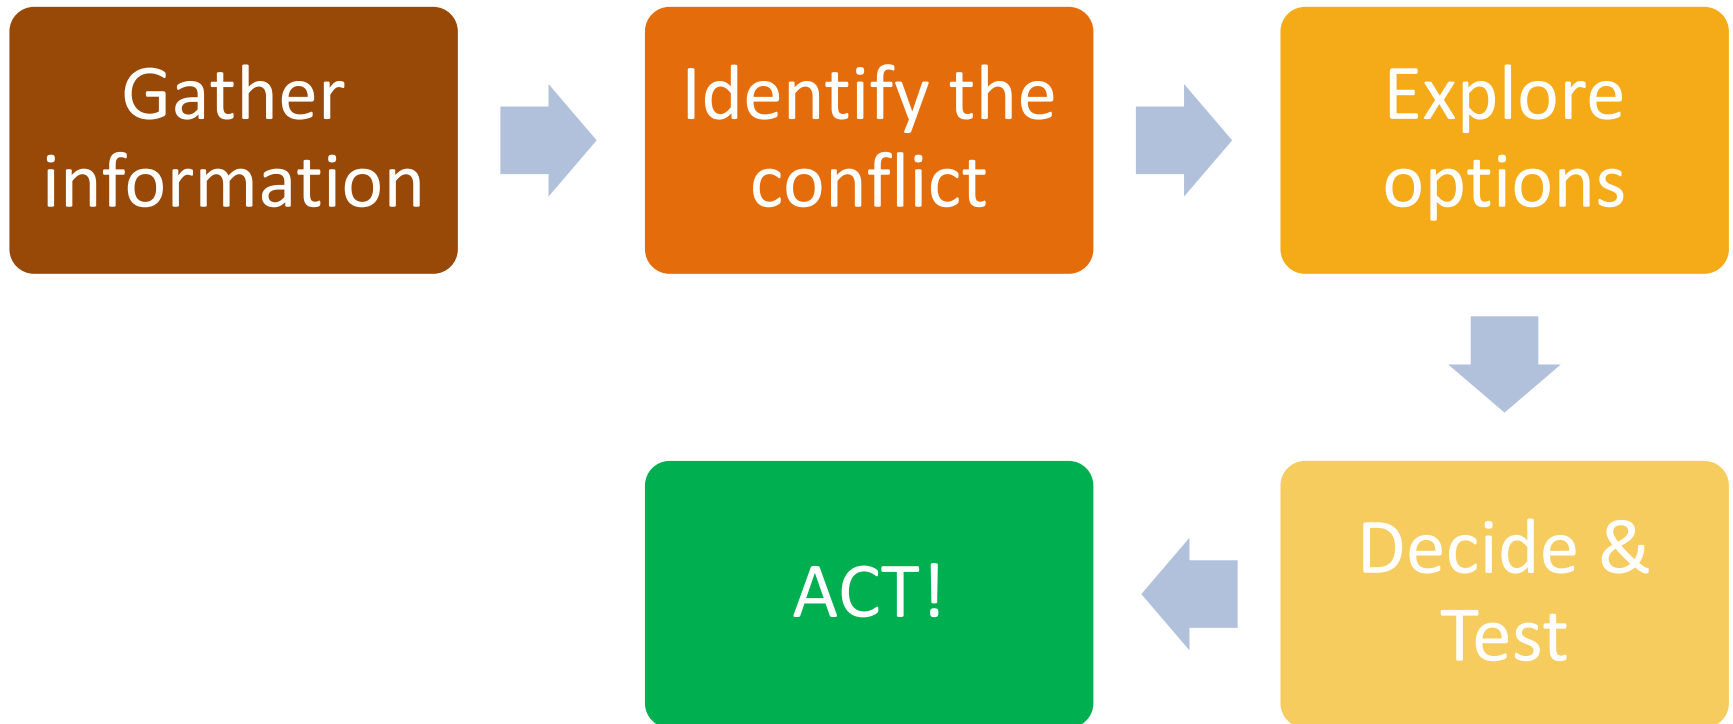 Gather
information
Identify the
conflict
Explore
options
Decide &
Test
ACT!